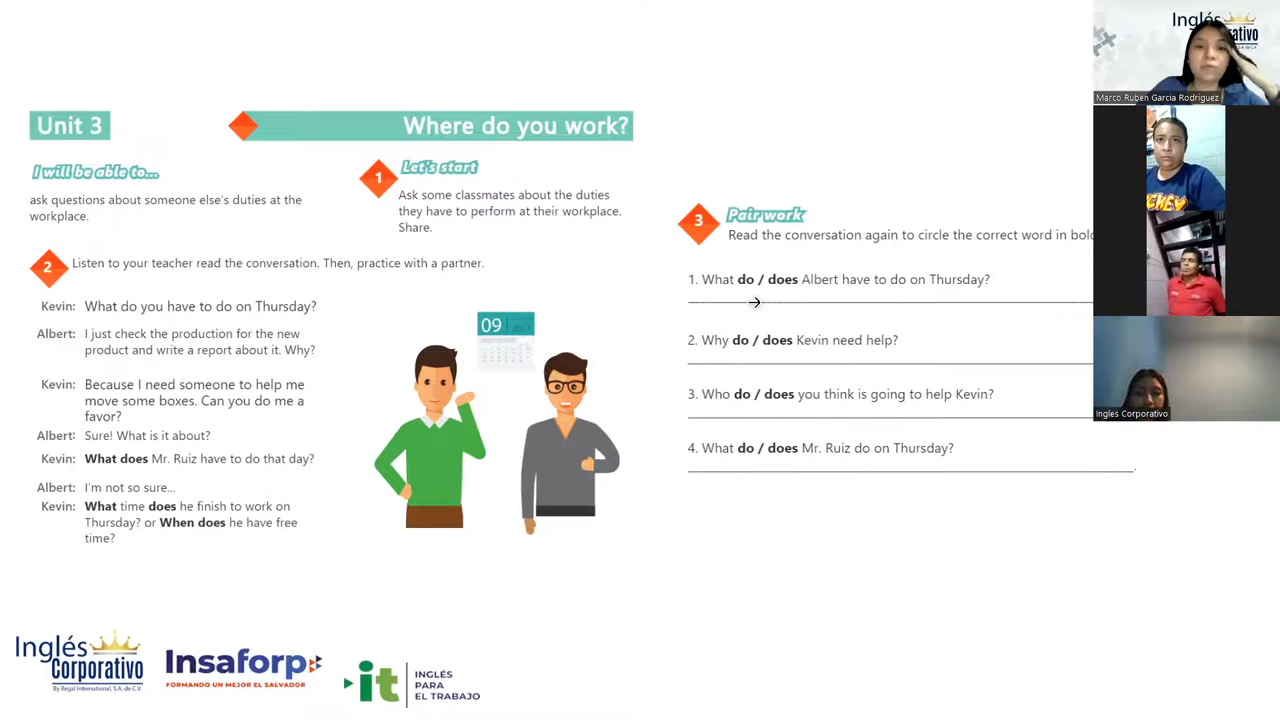 Unit 3
Where do you work?
I will be able to...
ask questions about someone else's duties at the
workplace.
1
Let's start
Ask some classmates about the duties
they have to perform at their workplace.
Share.
2
Listen to your teacher read the conversation. Then, practice with a partner.
Kevin: What do you have to do on Thursday?
Albert: I just check the production for the new
product and write a report about it. Why?
Kevin: Because I need someone to help me
move some boxes. Can you do me a
favor?
Albert: Sure! What is it about?
Kevin: What does Mr. Ruiz have to do that day?
Albert: I'm not so sure...
Kevin: What time does he finish to work on
Thursday? or When does he have free
time?
09
Inglés
Corporativo
By Regal International, S.A. de C.V.
Insaforp
FORMANDO UN MEJOR EL SALVADOR
it
INGLÉS
PARA
EL TRABAJO
3
Pair work
Read the conversation again to circle the correct word in bol
1. What do / does Albert have to do on Thursday?
2. Why do / does Kevin need help?
3. Who do / does you think is going to help Kevin?
4. What do / does Mr. Ruiz do on Thursday?
Inglés
rativo
Marco Ruben Garcia Rodriguez
Ingles Corporativo